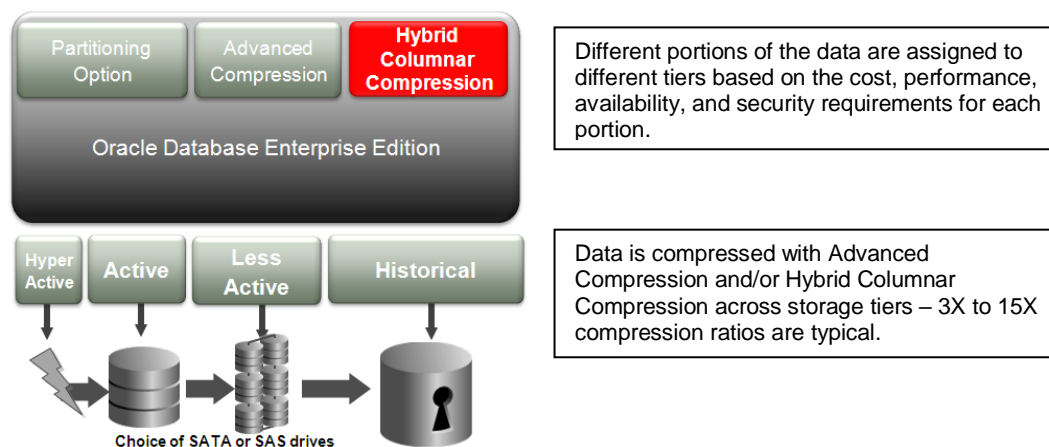 Partitioning
Option
Advanced
Compression
Hybrid
Columnar
Compression
Oracle Database Enterprise Edition
Different portions of the data are assigned to
different tiers based on the cost, performance,
availability, and security requirements for each
portion.
Hyper
Active
Active
Less
Active
Historical
Data is compressed with Advanced
Compression and/or Hybrid Columnar
Compression across storage tiers – 3X to 15X
compression ratios are typical.
Choice of SATA or SAS drives